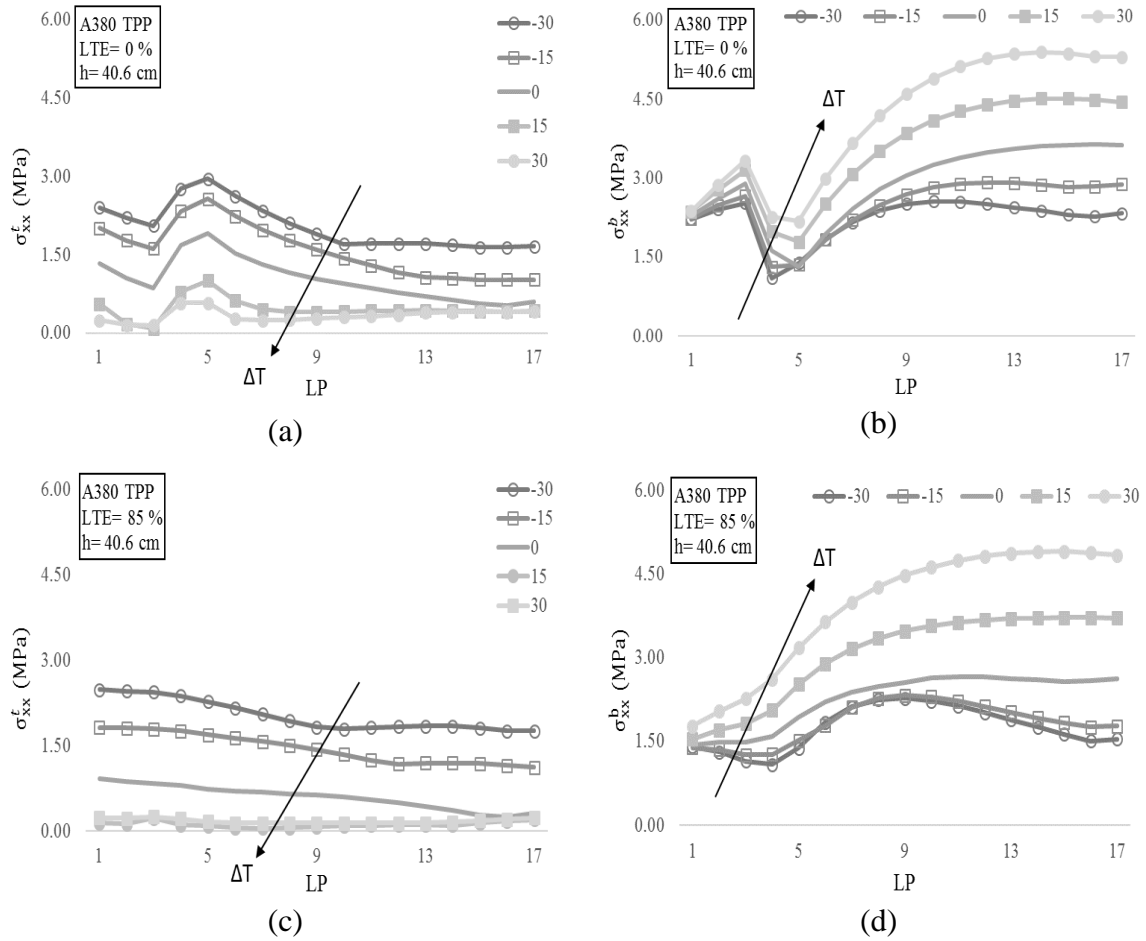 A380 TPP
LTE= 0 %
h= 40.6 cm
-30
-15
0
15
30
6.00
4.50
3.00
1.50
0.00
σᵗxx (MPa)
1 5 9 13 17
LP
ΔT
(a)
-30 -15 0 15 30
A380 TPP
LTE= 0 %
h= 40.6 cm
ΔT
6.00
4.50
3.00
1.50
0.00
σᵇxx (MPa)
1 5 9 13 17
LP
(b)
A380 TPP
LTE= 85 %
h= 40.6 cm
-30
-15
0
15
30
6.00
4.50
3.00
1.50
0.00
σᵗxx (MPa)
1 5 9 13 17
ΔT
LP
(c)
-30 -15 0 15 30
A380 TPP
LTE= 85 %
h= 40.6 cm
ΔT
6.00
4.50
3.00
1.50
0.00
σᵇxx (MPa)
1 5 9 13 17
LP
(d)